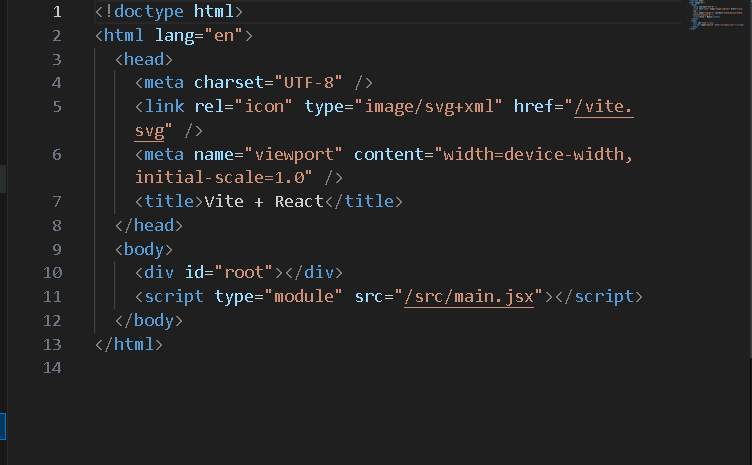 1 <!doctype html>
2 <html lang="en">
3 <head>
4 <meta charset="UTF-8" />
5 <link rel="icon" type="image/svg+xml" href="/vite.
svg" />
6 <meta name="viewport" content="width=device-width,
initial-scale=1.0" />
7 <title>Vite + React</title>
8 </head>
9 <body>
10 <div id="root"></div>
11 <script type="module" src="/src/main.jsx"></script>
12 </body>
13 </html>
14